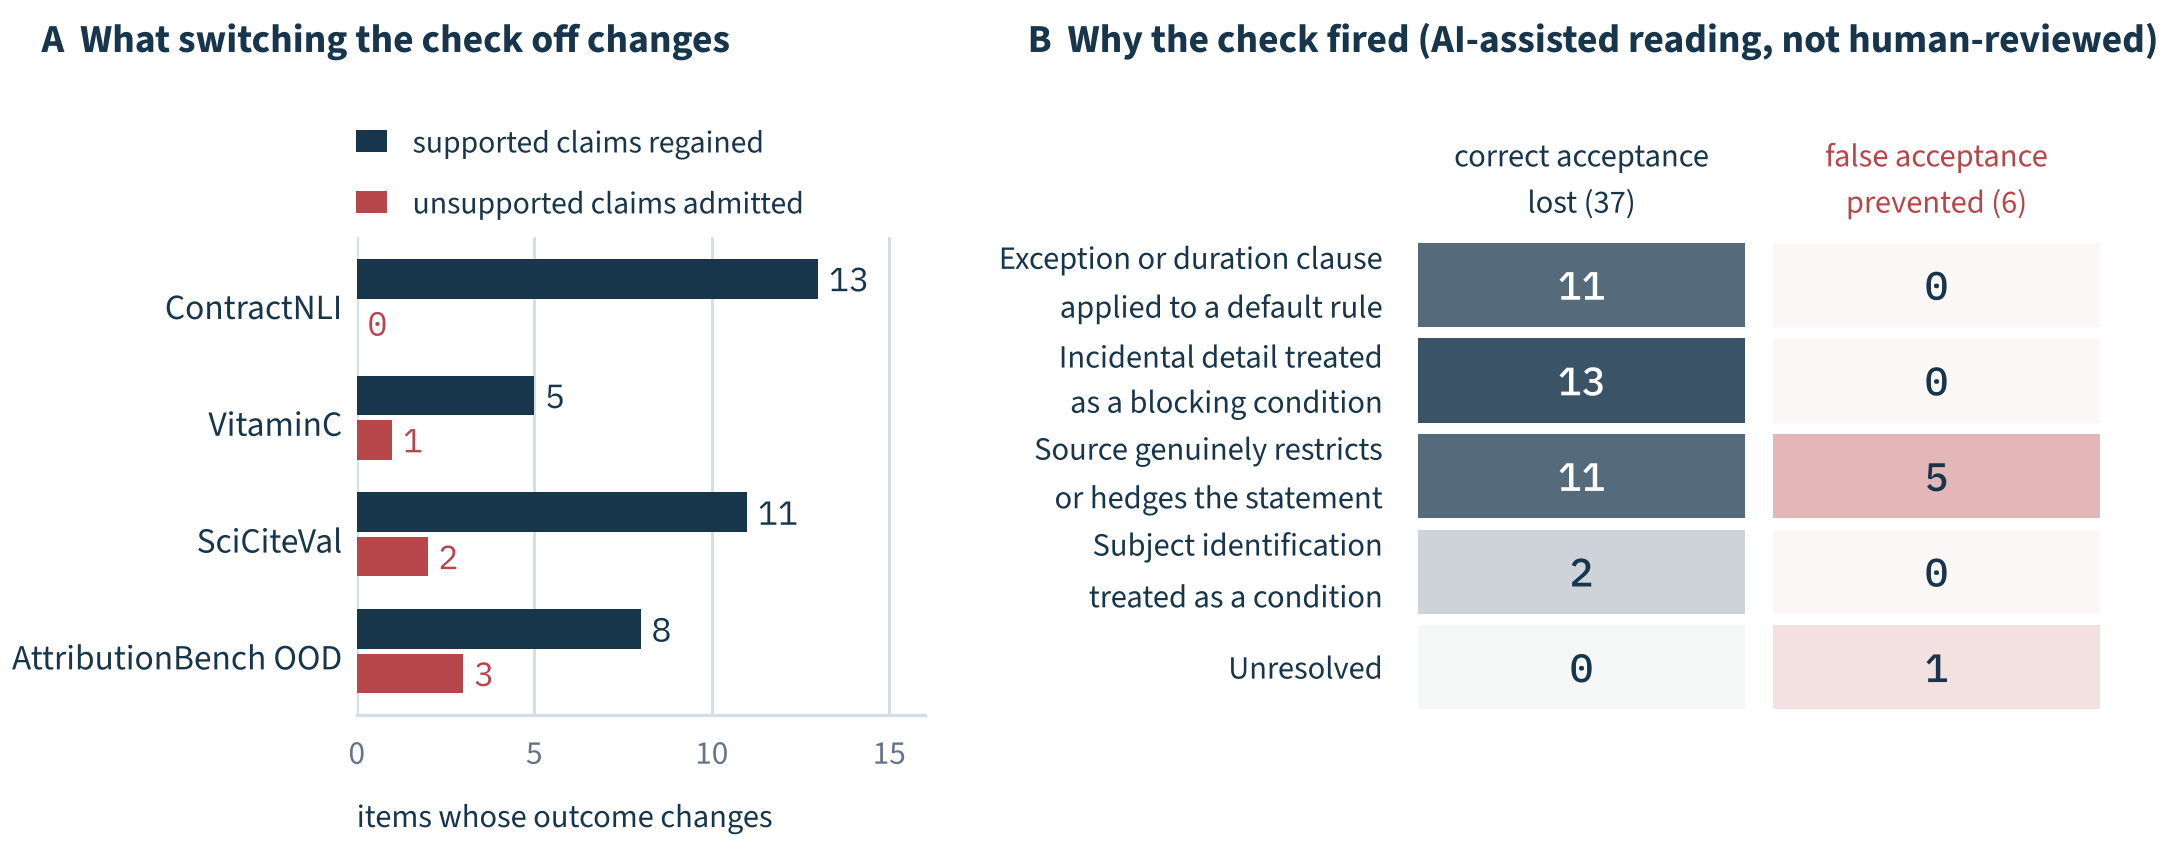 A What switching the check off changes
supported claims regained
unsupported claims admitted
ContractNLI
13
0
VitaminC
5
1
SciCiteVal
11
2
AttributionBench OOD
8
3
0 5 10 15
items whose outcome changes
B Why the check fired (AI-assisted reading, not human-reviewed)
correct acceptance
lost (37)
false acceptance
prevented (6)
Exception or duration clause
applied to a default rule
11 0
Incidental detail treated
as a blocking condition
13 0
Source genuinely restricts
or hedges the statement
11 5
Subject identification
treated as a condition
2 0
Unresolved
0 1